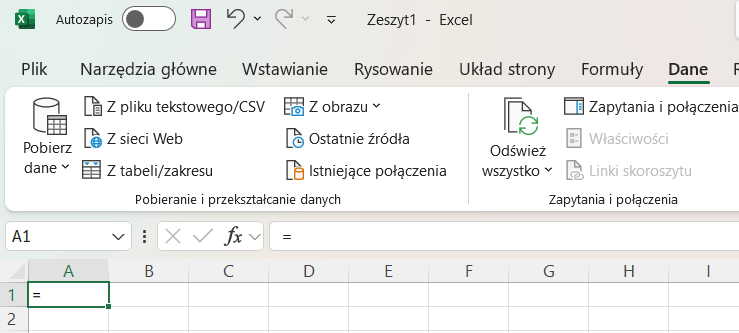 Autozapis Zeszyt1 - Excel
Plik Narzędzia główne Wstawianie Rysowanie Układ strony Formuły Dane
Pobierz dane
Z pliku tekstowego/CSV
Z sieci Web
Z tabeli/zakresu
Z obrazu
Ostatnie źródła
Istniejące połączenia
Pobieranie i przekształcanie danych
Odśwież
wszystko
Zapytania i połączenia
Właściwości
Linki skoroszytu
Zapytania i połączenia
A1 fx =
A B C D E F G H I
1 =
2